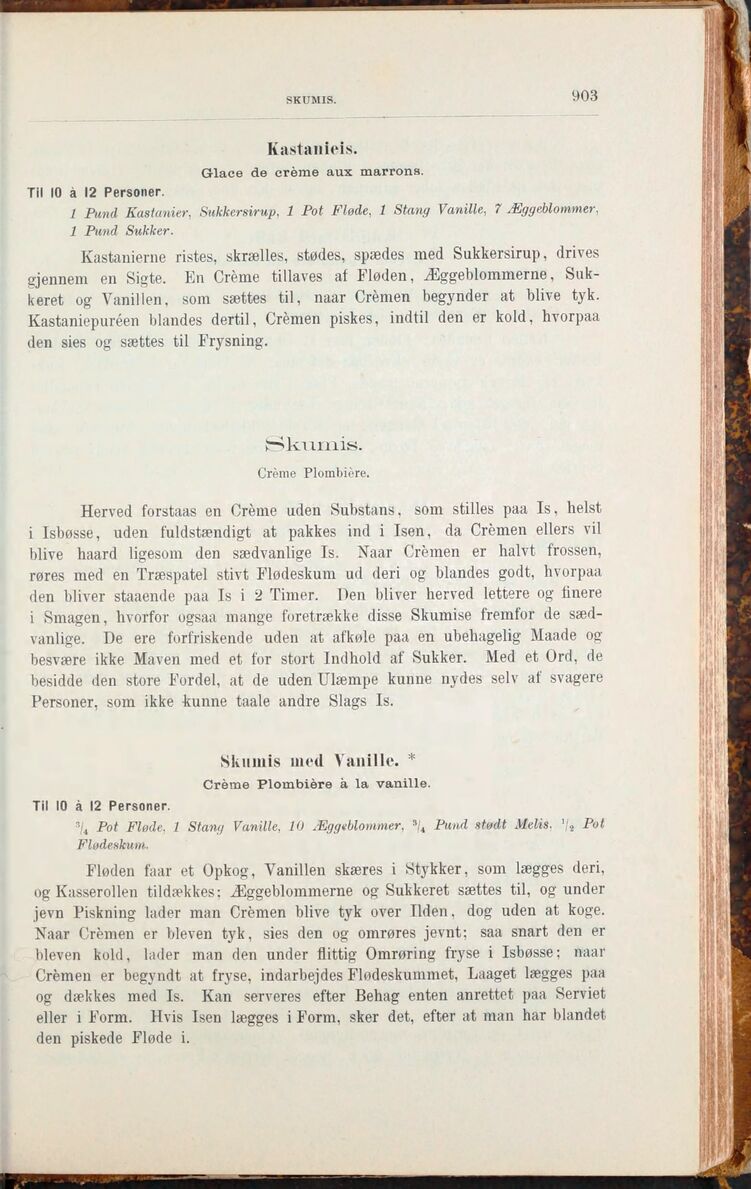 SKUMIS. 903
Kastanieis.
Glace de crème aux marrons.
Til 10 à 12 Personer.
1 Pund Kastanier, Sukkersirup, 1 Pot Fløde, 1 Stang Vanille, 7 Æggeblommer,
1 Pund Sukker.
Kastanierne ristes, skrælles, stødes, spædes med Sukkersirup, drives
gjennem en Sigte. En Crème tillaves af Fløden, Æggeblommerne, Suk-
keret og Vanillen, som sættes til, naar Crèmen begynder at blive tyk.
Kastaniepuréen blandes dertil, Crèmen piskes, indtil den er kold, hvorpaa
den sies og sættes til Frysning.
Skumis.
Crème Plombière.
Herved forstaas en Crème uden Substans, som stilles paa Is, helst
i Isbøsse, uden fuldstændigt at pakkes ind i Isen, da Crèmen ellers vil
blive haard ligesom den sædvanlige Is. Naar Crèmen er halvt frossen,
røres med en Træspatel stivt Flødeskum ud deri og blandes godt, hvorpaa
den bliver staaende paa Is i 2 Timer. Den bliver herved lettere og finere
i Smagen, hvorfor ogsaa mange foretrække disse Skumise fremfor de sæd-
vanlige. De ere forfriskende uden at afkøle paa en ubehagelig Maade og
besvære ikke Maven med et for stort Indhold af Sukker. Med et Ord, de
besidde den store Fordel, at de uden Ulæmpe kunne nydes selv af svagere
Personer, som ikke kunne taale andre Slags Is.
Skumis med Vanille. *
Crème Plombière à la vanille.
Til 10 à 12 Personer.
3/4 Pot Fløde, 1 Stang Vanille, 10 Æggeblommer, 3/4 Pund stødt Melis, 1/2 Pot
Flødeskum.
Fløden faar et Opkog, Vanillen skæres i Stykker, som lægges deri,
og Kasserollen tildækkes; Æggeblommerne og Sukkeret sættes til, og under
jevn Piskning lader man Crèmen blive tyk over Ilden, dog uden at koge.
Naar Crèmen er bleven tyk, sies den og omrøres jevnt; saa snart den er
bleven kold, lader man den under flittig Omrøring fryse i Isbøsse; naar
Crèmen er begyndt at fryse, indarbejdes Flødeskummet, Laaget lægges paa
og dækkes med Is. Kan serveres efter Behag enten anrettet paa Serviet
eller i Form. Hvis Isen lægges i Form, sker det, efter at man har blandet
den piskede Fløde i.